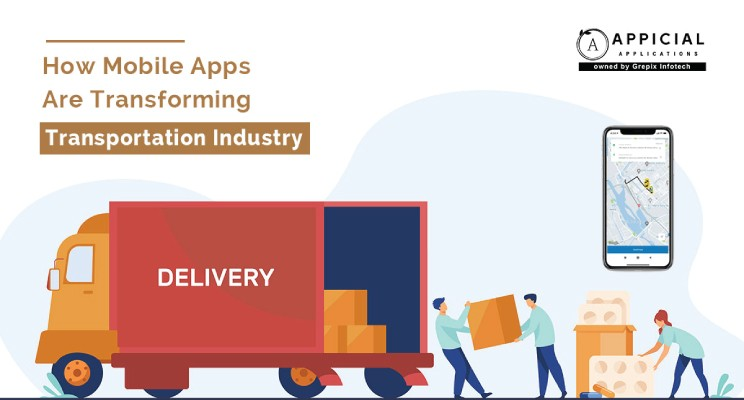 How Mobile Apps
Are Transforming
Transportation Industry
A
APPICIAL
APPLICATIONS
owned by Grepix Infotech
DELIVERY